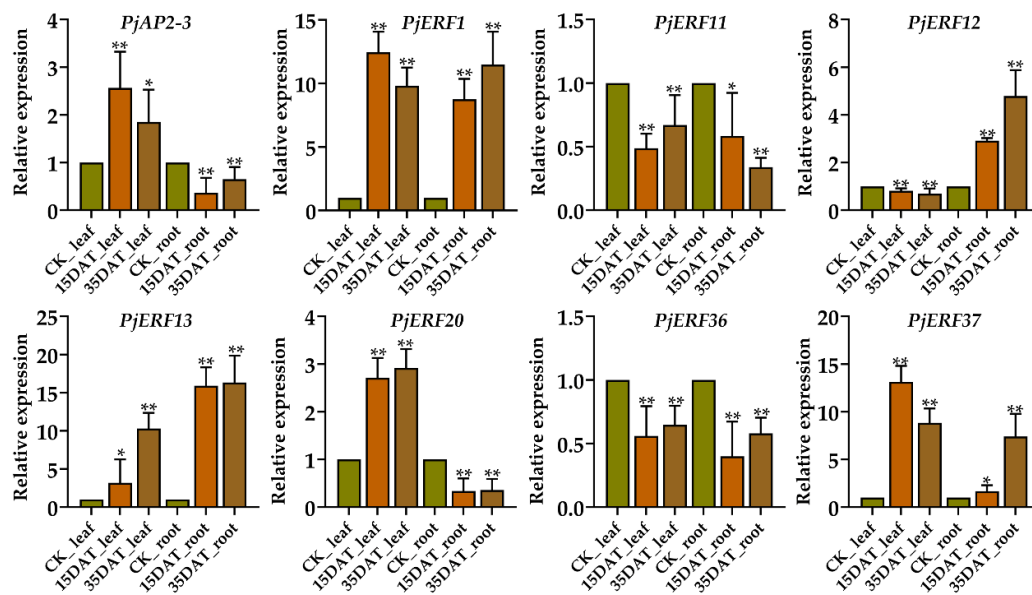 PjAP2-3
Relative expression
4
3
2
1
0
**
*
**
**
CK_leaf
15DAT_leaf
35DAT_leaf
CK_root
15DAT_root
35DAT_root
PjERF1
Relative expression
15
10
5
0
**
**
**
**
CK_leaf
15DAT_leaf
35DAT_leaf
CK_root
15DAT_root
35DAT_root
PjERF11
Relative expression
1.5
1.0
0.5
0.0
**
**
*
**
CK_leaf
15DAT_leaf
35DAT_leaf
CK_root
15DAT_root
35DAT_root
PjERF12
Relative expression
8
6
4
2
0
**
**
**
**
CK_leaf
15DAT_leaf
35DAT_leaf
CK_root
15DAT_root
35DAT_root
PjERF13
Relative expression
25
20
15
10
5
0
*
**
**
**
CK_leaf
15DAT_leaf
35DAT_leaf
CK_root
15DAT_root
35DAT_root
PjERF20
Relative expression
4
3
2
1
0
**
**
**
**
CK_leaf
15DAT_leaf
35DAT_leaf
CK_root
15DAT_root
35DAT_root
PjERF36
Relative expression
1.5
1.0
0.5
0.0
**
**
**
**
CK_leaf
15DAT_leaf
35DAT_leaf
CK_root
15DAT_root
35DAT_root
PjERF37
Relative expression
20
15
10
5
0
**
**
*
**
CK_leaf
15DAT_leaf
35DAT_leaf
CK_root
15DAT_root
35DAT_root